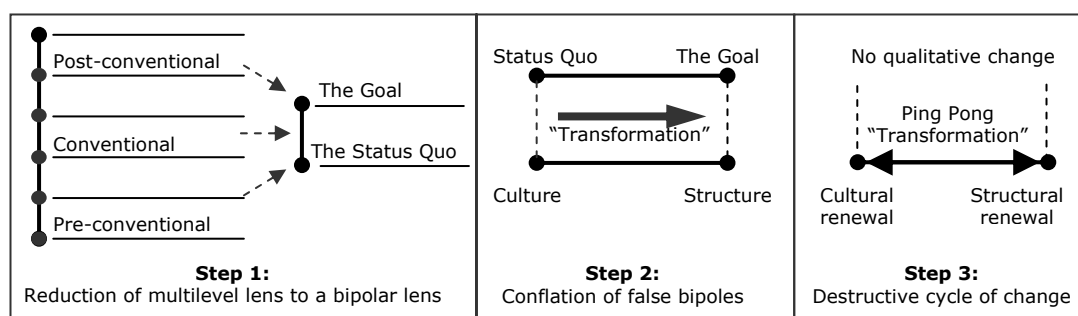 Post-conventional
Conventional
Pre-conventional
The Goal
The Status Quo
Step 1:
Reduction of multilevel lens to a bipolar lens
Status Quo The Goal
“Transformation”
Culture Structure
Step 2:
Conflation of false bipoles
No qualitative change
Ping Pong
“Transformation”
Cultural Structural
renewal renewal
Step 3:
Destructive cycle of change